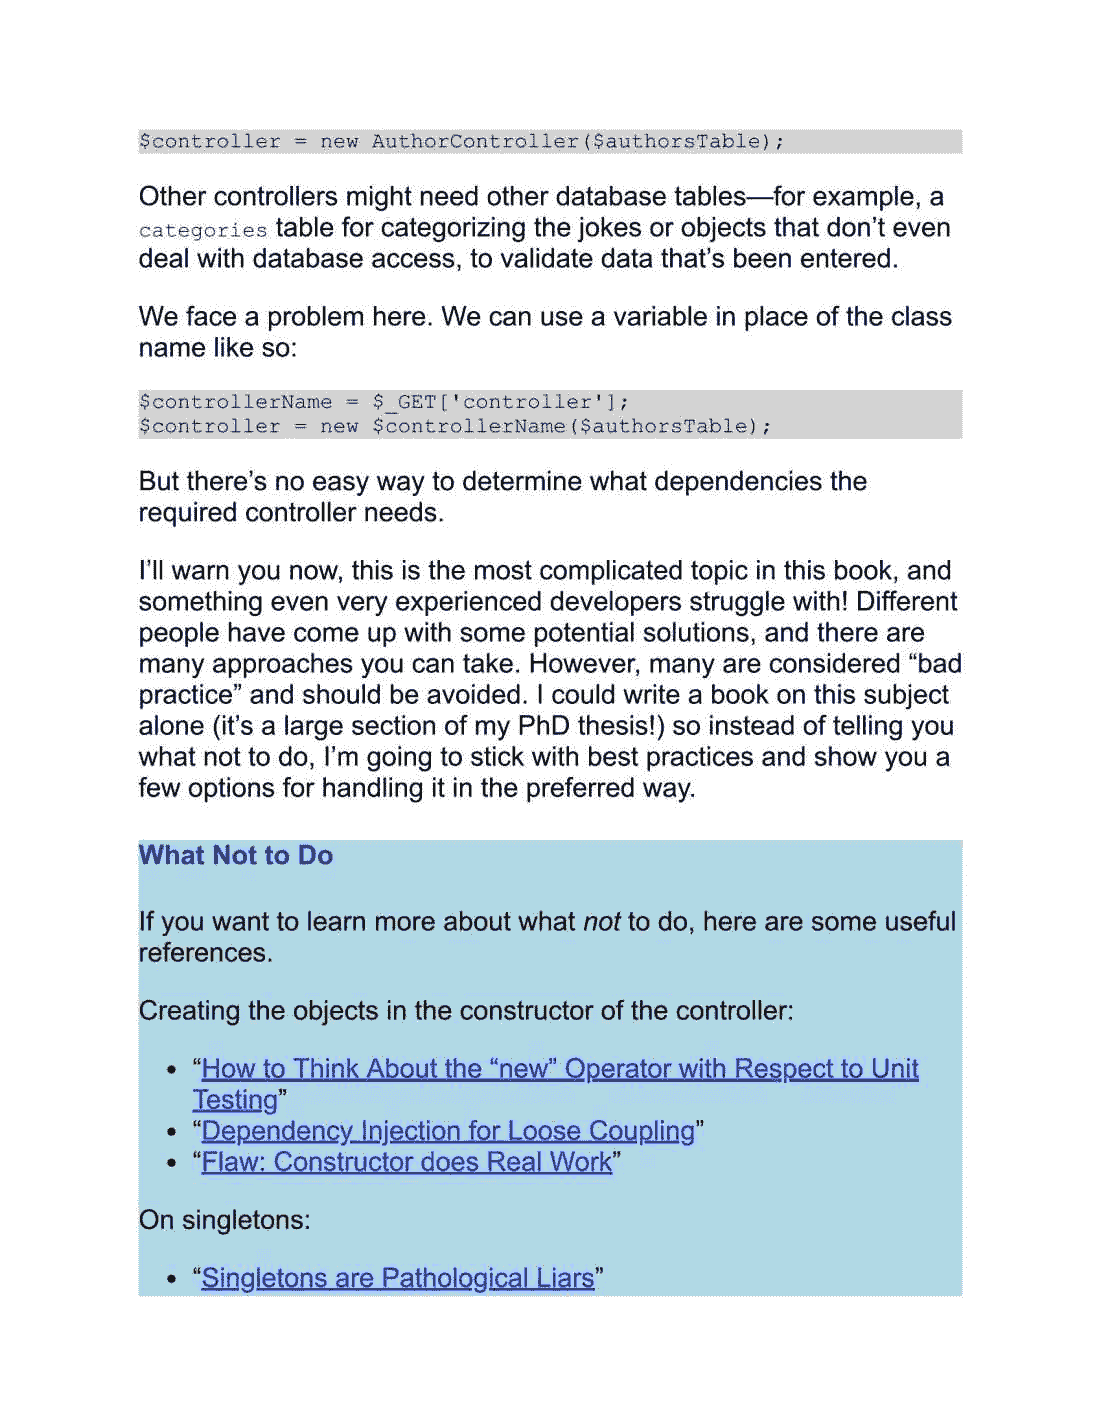 $controller = new AuthorController($authorsTable);
Other controllers might need other database tables—for example, a
categories table for categorizing the jokes or objects that don’t even
deal with database access, to validate data that’s been entered.
We face a problem here. We can use a variable in place of the class
name like so:
$controllerName = $_GET['controller'];
$controller = new $controllerName($authorsTable);
But there’s no easy way to determine what dependencies the
required controller needs.
I’ll warn you now, this is the most complicated topic in this book, and
something even very experienced developers struggle with! Different
people have come up with some potential solutions, and there are
many approaches you can take. However, many are considered “bad
practice” and should be avoided. I could write a book on this subject
alone (it’s a large section of my PhD thesis!) so instead of telling you
what not to do, I’m going to stick with best practices and show you a
few options for handling it in the preferred way.
What Not to Do
If you want to learn more about what not to do, here are some useful
references.
Creating the objects in the constructor of the controller:
• “How to Think About the “new” Operator with Respect to Unit
Testing”
• “Dependency Injection for Loose Coupling”
• “Flaw: Constructor does Real Work”
On singletons:
• “Singletons are Pathological Liars”